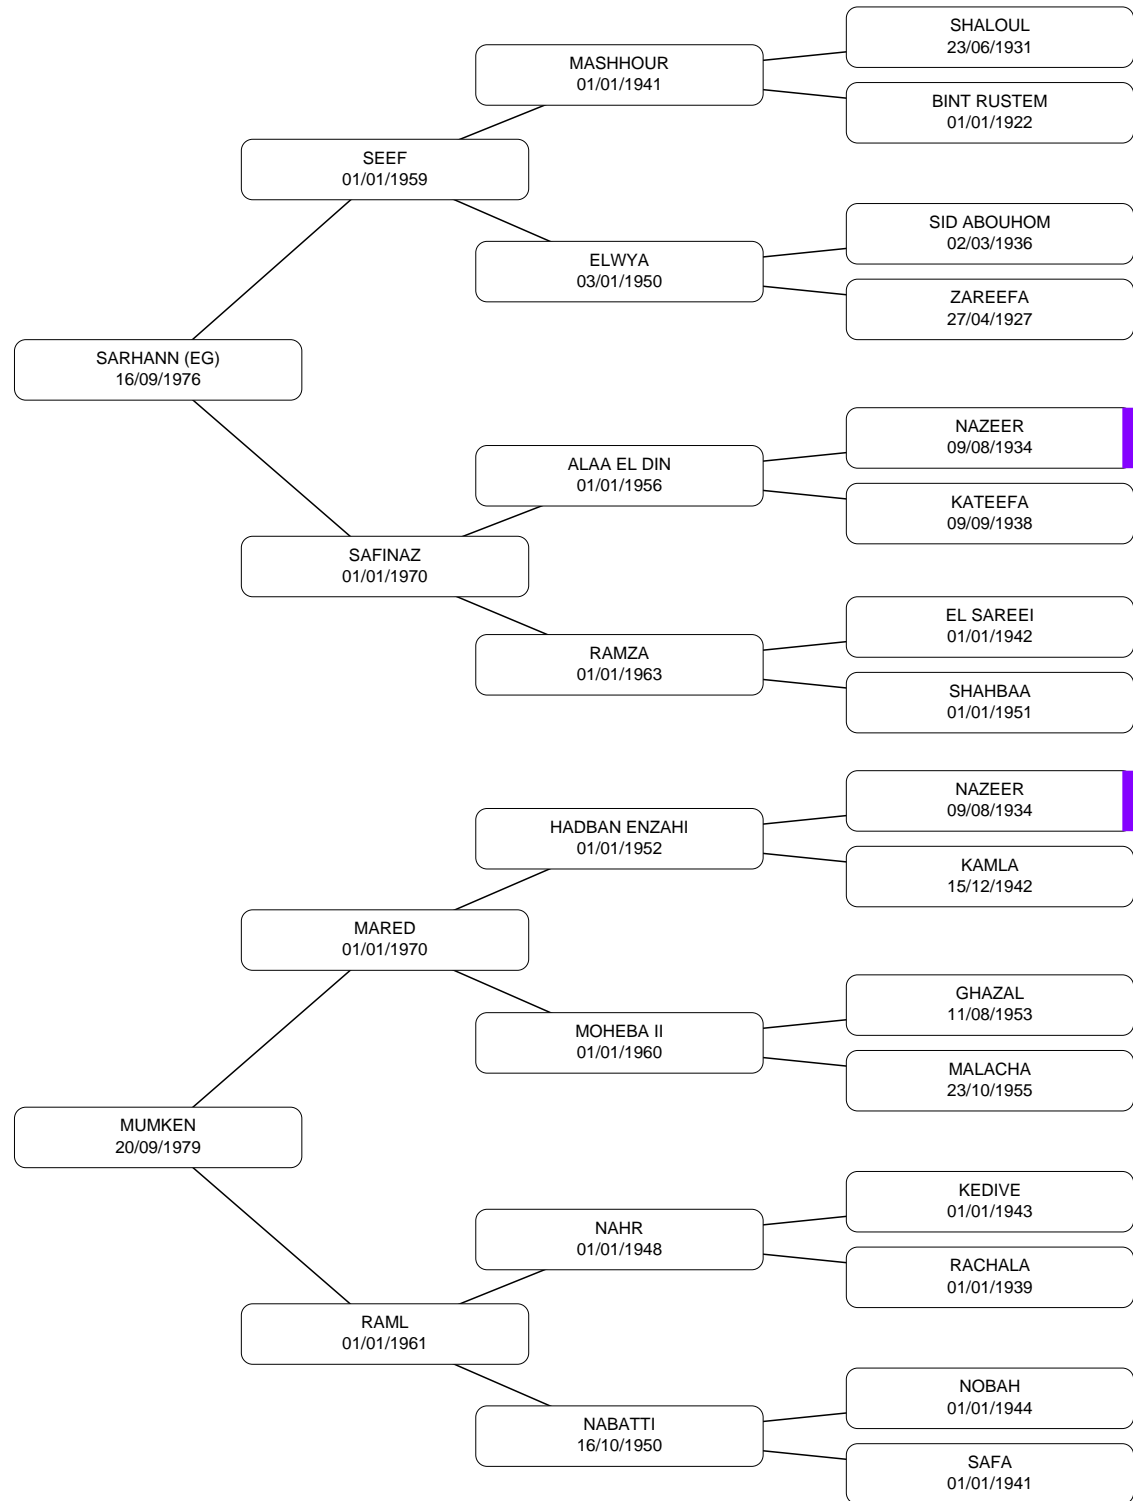 SHALOUL
23/06/1931
MASHHOUR
01/01/1941
BINT RUSTEM
01/01/1922
SEEF
01/01/1959
SID ABOUHOM
02/03/1936
ELWYA
03/01/1950
ZAREEFA
27/04/1927
SARHANN (EG)
16/09/1976
NAZEER
09/08/1934
ALAA EL DIN
01/01/1956
KATEEFA
09/09/1938
SAFINAZ
01/01/1970
EL SAREEI
01/01/1942
RAMZA
01/01/1963
SHAHBAA
01/01/1951
NAZEER
09/08/1934
HADBAN ENZAHI
01/01/1952
KAMLA
15/12/1942
MARED
01/01/1970
GHAZAL
11/08/1953
MOHEBA II
01/01/1960
MALACHA
23/10/1955
MUMKEN
20/09/1979
KEDIVE
01/01/1943
NAHR
01/01/1948
RACHALA
01/01/1939
RAML
01/01/1961
NOBAH
01/01/1944
NABATTI
16/10/1950
SAFA
01/01/1941